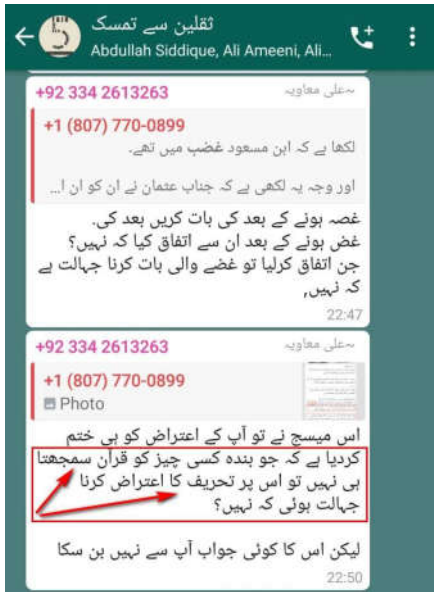 ثقلین سے تمسک
Abdullah Siddique, Ali Ameeni, Ali...
+92 334 2613263 ~علی معاویہ
+1 (807) 770-0899
لکھا ہے کہ ابن مسعود غضب میں تھے۔
اور وجہ یہ لکھی ہے کہ جناب عثمان نے ان کو ان ا...
غصہ ہونے کے بعد کی بات کریں بعد کی.
غض ہونے کے بعد ان سے اتفاق کیا کہ نہیں؟
جن اتفاق کرلیا تو غضے والی بات کرنا جہالت ہے
کہ نہیں,
22:47
+92 334 2613263 ~علی معاویہ
+1 (807) 770-0899
Photo
اس میسج نے تو آپ کے اعتراض کو ہی ختم
کردیا ہے کہ جو بندہ کسی چیز کو قرآن سمجھتا
ہی نہیں تو اس پر تحریف کا اعتراض کرنا
جہالت ہوئی کہ نہیں؟
لیکن اس کا کوئی جواب آپ سے نہیں بن سکا
22:50